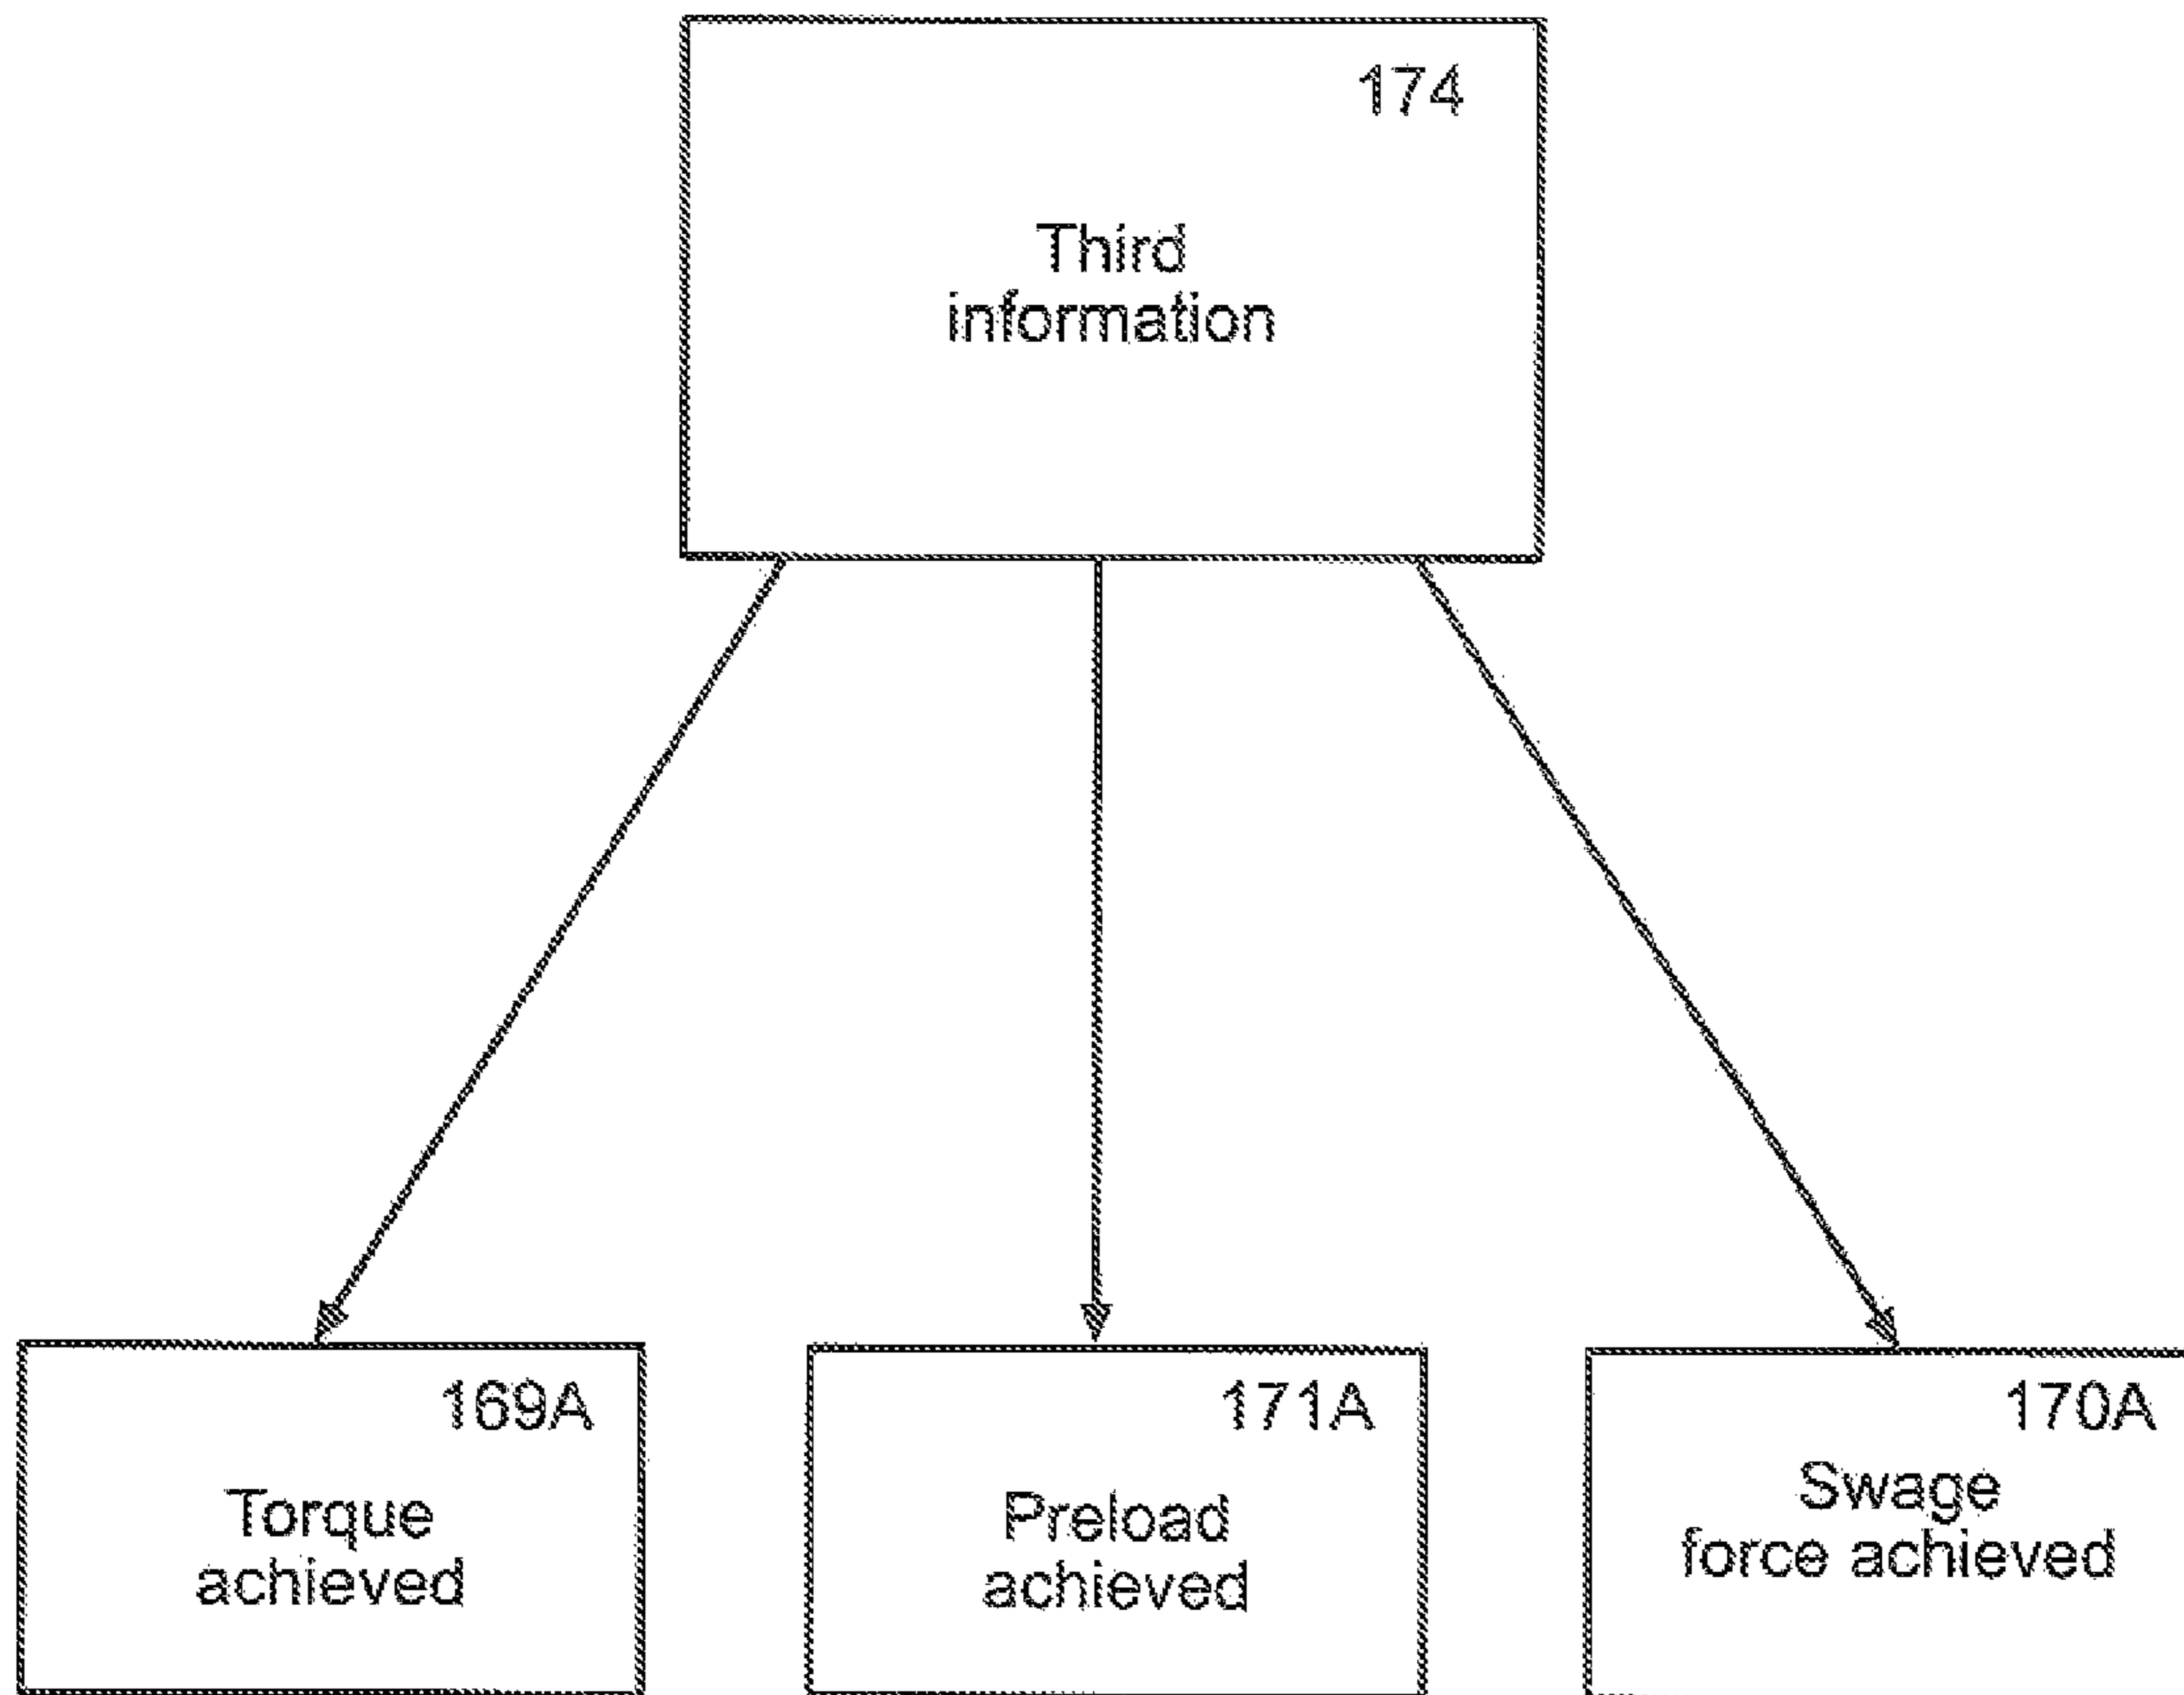 174
Third
information
169A
Torque
achieved
171A
Preload
achieved
170A
Swage
force achieved